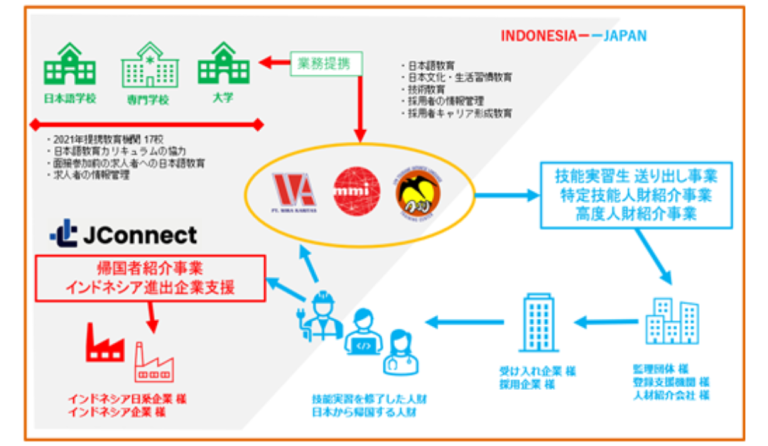 INDONESIA－－JAPAN
業務提携
日本語学校
専門学校
大学
・日本語教育
・日本文化・生活習慣教育
・技術教育
・採用者の情報管理
・採用者キャリア形成教育
・2021年提携教育機関 17校
・日本語教育カリキュラムの協力
・面接参加前の求人者への日本語教育
・求人者の情報管理
PT. BINA KARITAS
mmi
技能実習生 送り出し事業
特定技能人財紹介事業
高度人財紹介事業
JConnect
帰国者紹介事業
インドネシア進出企業支援
インドネシア日系企業 様
インドネシア企業 様
技能実習を修了した人財
日本から帰国する人財
受け入れ企業 様
採用企業 様
監理団体 様
登録支援機関 様
人材紹介会社 様